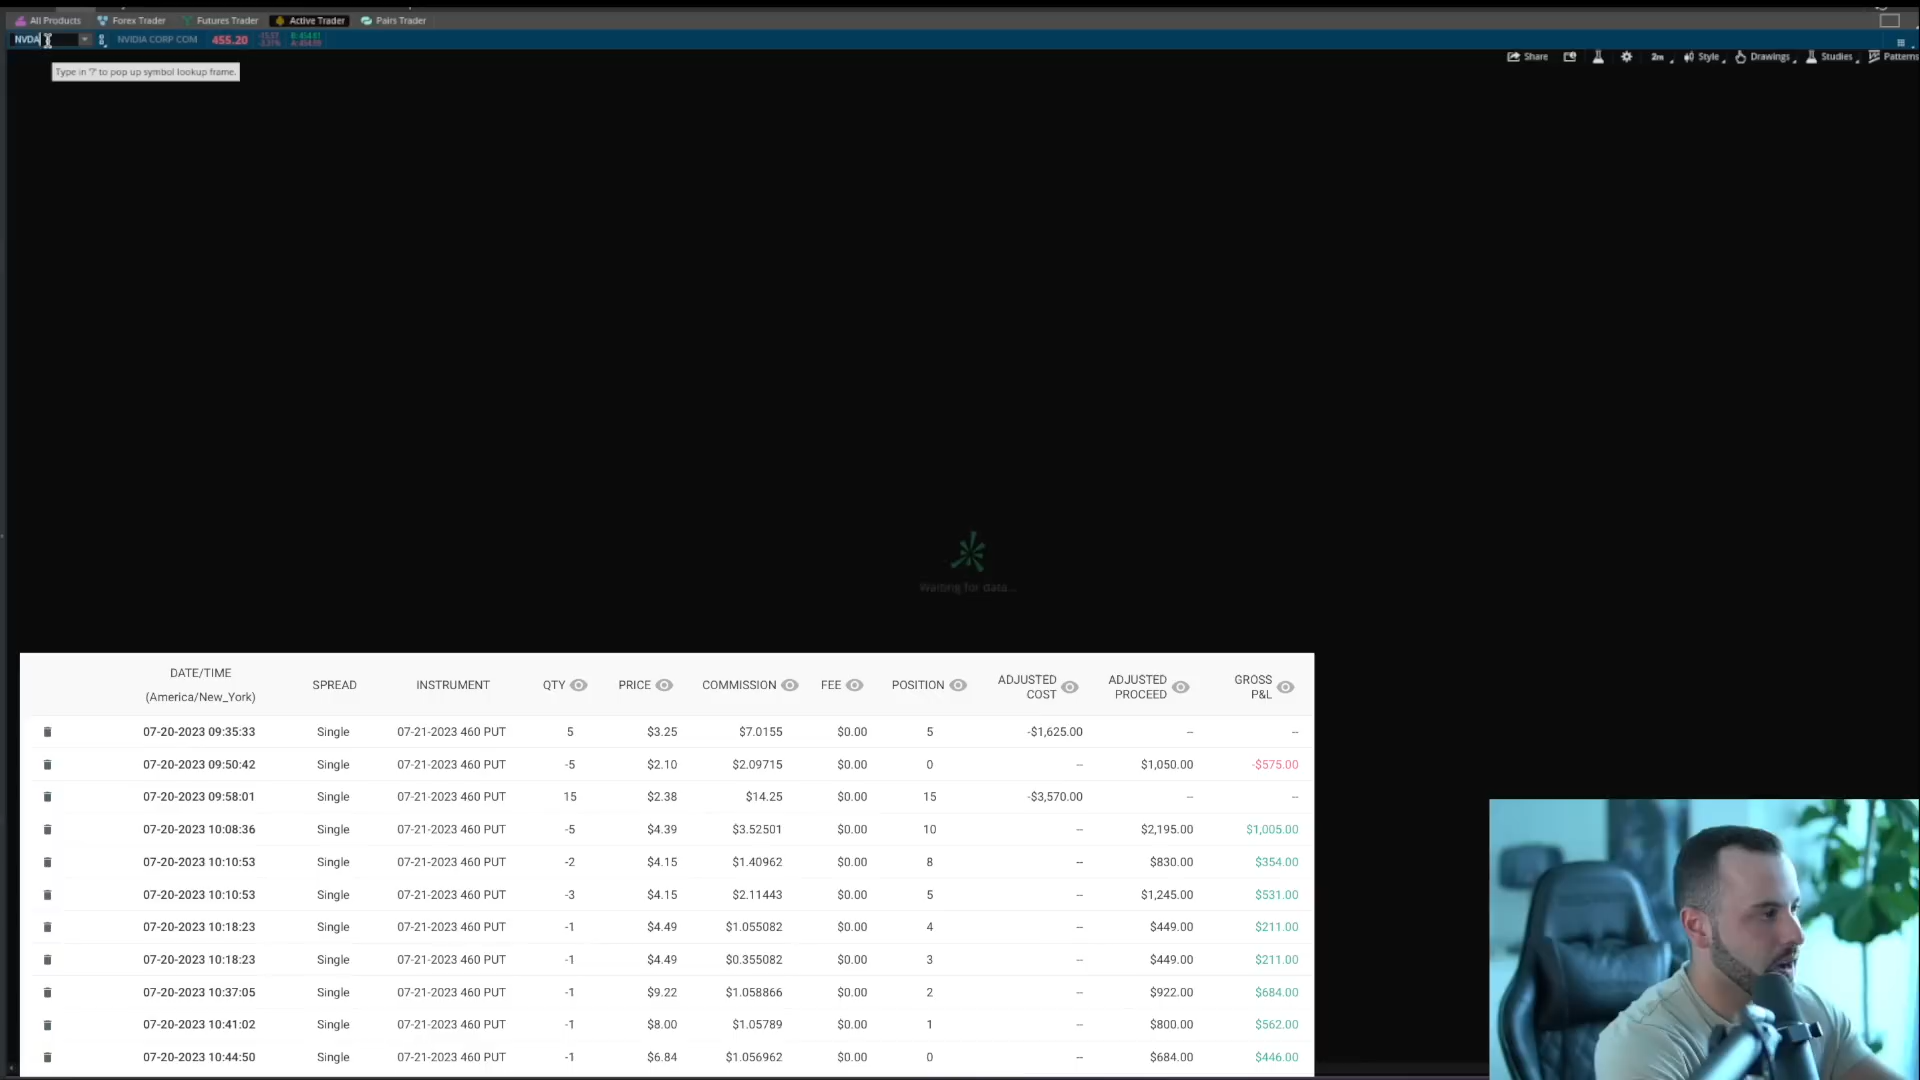 All Products Forex Trader Futures Trader Active Trader Pairs Trader
NVDA NVIDIA CORP COM 455.20 -15.57 B: 454.81
-3.31% A: 454.99
Type in '?' to pop up symbol lookup frame.
Share 2m Style Drawings Studies Patterns
Waiting for data...
DATE/TIME (America/New_York) SPREAD INSTRUMENT QTY PRICE COMMISSION FEE POSITION ADJUSTED COST ADJUSTED PROCEED GROSS P&L
07-20-2023 09:35:33 Single 07-21-2023 460 PUT 5 $3.25 $7.0155 $0.00 5 -$1,625.00 -- --
07-20-2023 09:50:42 Single 07-21-2023 460 PUT -5 $2.10 $2.09715 $0.00 0 -- $1,050.00 -$575.00
07-20-2023 09:58:01 Single 07-21-2023 460 PUT 15 $2.38 $14.25 $0.00 15 -$3,570.00 -- --
07-20-2023 10:08:36 Single 07-21-2023 460 PUT -5 $4.39 $3.52501 $0.00 10 -- $2,195.00 $1,005.00
07-20-2023 10:10:53 Single 07-21-2023 460 PUT -2 $4.15 $1.40962 $0.00 8 -- $830.00 $354.00
07-20-2023 10:10:53 Single 07-21-2023 460 PUT -3 $4.15 $2.11443 $0.00 5 -- $1,245.00 $531.00
07-20-2023 10:18:23 Single 07-21-2023 460 PUT -1 $4.49 $1.055082 $0.00 4 -- $449.00 $211.00
07-20-2023 10:18:23 Single 07-21-2023 460 PUT -1 $4.49 $0.355082 $0.00 3 -- $449.00 $211.00
07-20-2023 10:37:05 Single 07-21-2023 460 PUT -1 $9.22 $1.058866 $0.00 2 -- $922.00 $684.00
07-20-2023 10:41:02 Single 07-21-2023 460 PUT -1 $8.00 $1.05789 $0.00 1 -- $800.00 $562.00
07-20-2023 10:44:50 Single 07-21-2023 460 PUT -1 $6.84 $1.056962 $0.00 0 -- $684.00 $446.00